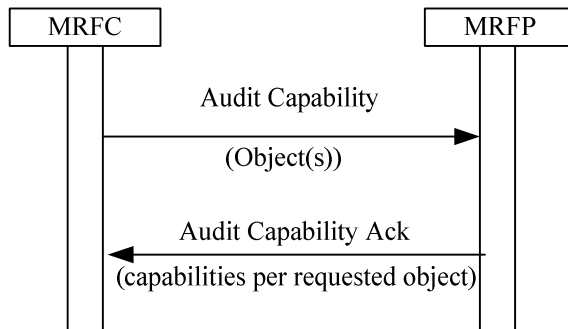 MRFC
MRFP
Audit Capability
(Object(s))
Audit Capability Ack
(capabilities per requested object)